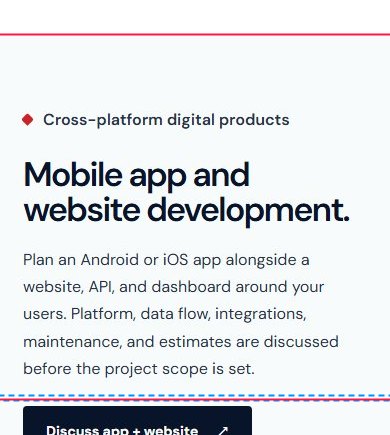 Cross-platform digital products
Mobile app and
website development.
Plan an Android or iOS app alongside a
website, API, and dashboard around your
users. Platform, data flow, integrations,
maintenance, and estimates are discussed
before the project scope is set.
Discuss app + website ↗